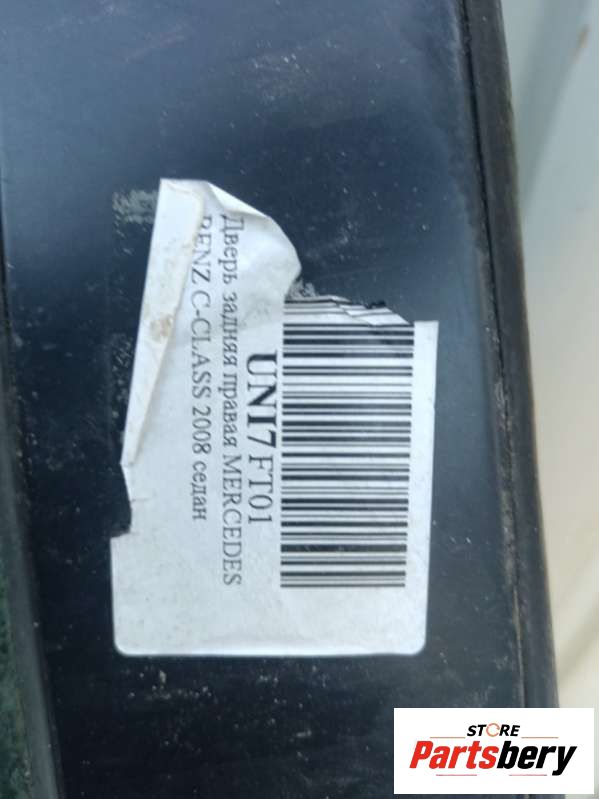 UNI7FT01
Дверь задняя правая MERCEDES
BENZ C-CLASS 2008 седан
STORE
Partsbery